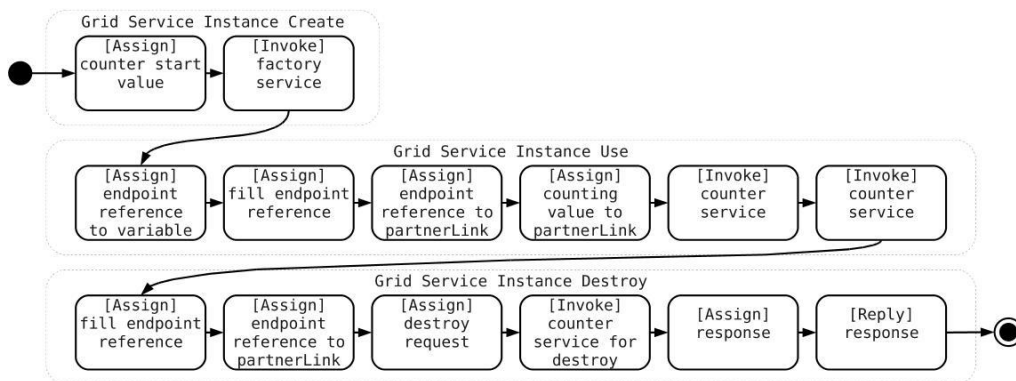 Grid Service Instance Create
[Assign]
counter start
value
[Invoke]
factory
service
Grid Service Instance Use
[Assign]
endpoint
reference
to variable
[Assign]
fill endpoint
reference
[Assign]
endpoint
reference to
partnerLink
[Assign]
counting
value to
partnerLink
[Invoke]
counter
service
[Invoke]
counter
service
Grid Service Instance Destroy
[Assign]
fill endpoint
reference
[Assign]
endpoint
reference to
partnerLink
[Assign]
destroy
request
[Invoke]
counter
service for
destroy
[Assign]
response
[Reply]
response